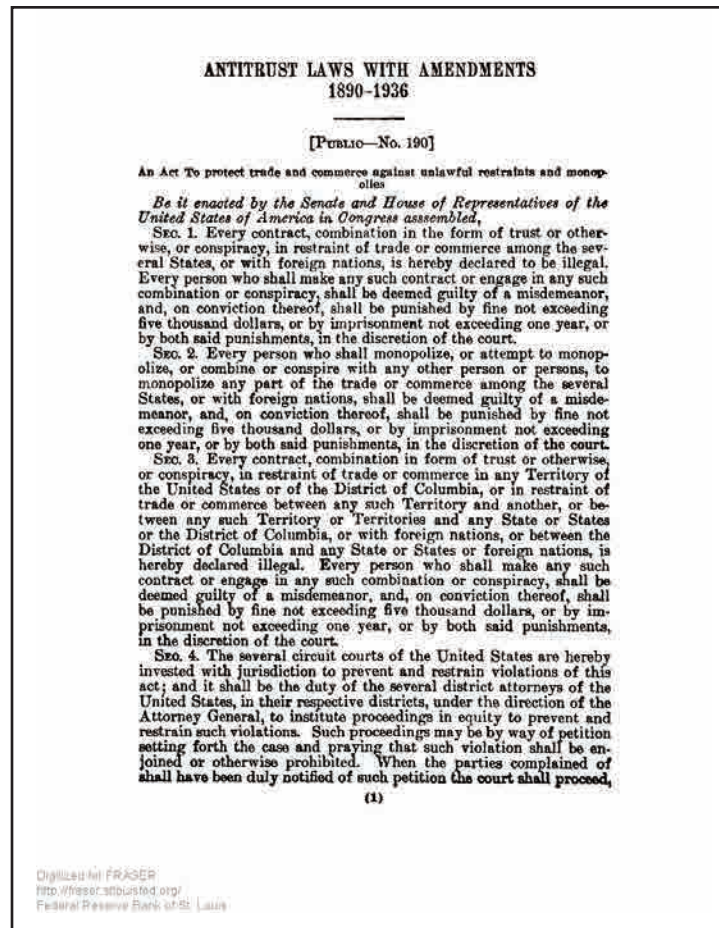 ANTITRUST LAWS WITH AMENDMENTS
1890-1936
[PUBLIC—No. 190]
An Act To protect trade and commerce against unlawful restraints and monop-
olies
Be it enacted by the Senate and House of Representatives of the
United States of America in Congress asssembled,
SEC. 1. Every contract, combination in the form of trust or other-
wise, or conspiracy, in restraint of trade or commerce among the sev-
eral States, or with foreign nations, is hereby declared to be illegal.
Every person who shall make any such contract or engage in any such
combination or conspiracy, shall be deemed guilty of a misdemeanor,
and, on conviction thereof, shall be punished by fine not exceeding
five thousand dollars, or by imprisonment not exceeding one year, or
by both said punishments, in the discretion of the court.
SEC. 2. Every person who shall monopolize, or attempt to monop-
olize, or combine or conspire with any other person or persons, to
monopolize any part of the trade or commerce among the several
States, or with foreign nations, shall be deemed guilty of a misde-
meanor, and, on conviction thereof, shall be punished by fine not
exceeding five thousand dollars, or by imprisonment not exceeding
one year, or by both said punishments, in the discretion of the court.
SEC. 3. Every contract, combination in form of trust or otherwise,
or conspiracy, in restraint of trade or commerce in any Territory of
the United States or of the District of Columbia, or in restraint of
trade or commerce between any such Territory and another, or be-
tween any such Territory or Territories and any State or States
or the District of Columbia, or with foreign nations, or between the
District of Columbia and any State or States or foreign nations, is
hereby declared illegal. Every person who shall make any such
contract or engage in any such combination or conspiracy, shall be
deemed guilty of a misdemeanor, and, on conviction thereof, shall
be punished by fine not exceeding five thousand dollars, or by im-
prisonment not exceeding one year, or by both said punishments,
in the discretion of the court.
SEC. 4. The several circuit courts of the United States are hereby
invested with jurisdiction to prevent and restrain violations of this
act; and it shall be the duty of the several district attorneys of the
United States, in their respective districts, under the direction of the
Attorney General, to institute proceedings in equity to prevent and
restrain such violations. Such proceedings may be by way of petition
setting forth the case and praying that such violation shall be en-
joined or otherwise prohibited. When the parties complained of
shall have been duly notified of such petition the court shall proceed,
(1)
Digitized for FRASER
http://fraser.stlouisfed.org/
Federal Reserve Bank of St. Louis